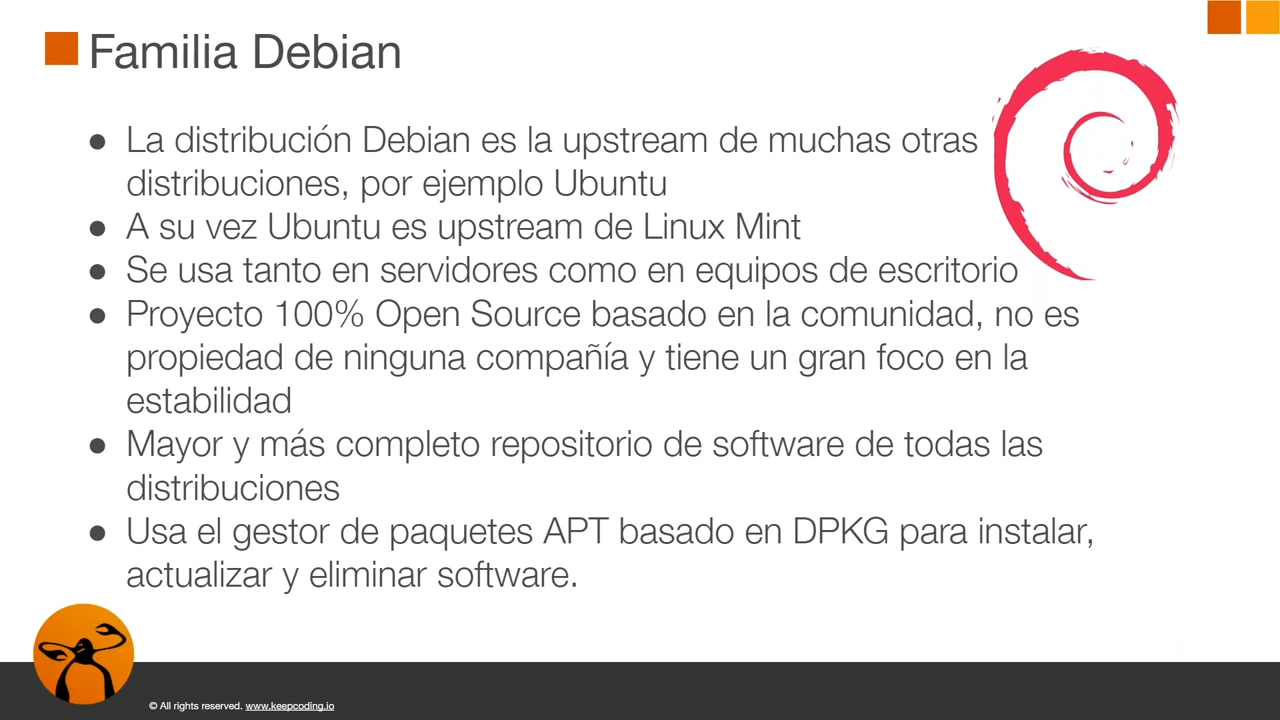 Familia Debian
● La distribución Debian es la upstream de muchas otras
distribuciones, por ejemplo Ubuntu
● A su vez Ubuntu es upstream de Linux Mint
● Se usa tanto en servidores como en equipos de escritorio
● Proyecto 100% Open Source basado en la comunidad, no es
propiedad de ninguna compañía y tiene un gran foco en la
estabilidad
● Mayor y más completo repositorio de software de todas las
distribuciones
● Usa el gestor de paquetes APT basado en DPKG para instalar,
actualizar y eliminar software.
© All rights reserved. www.keepcoding.io